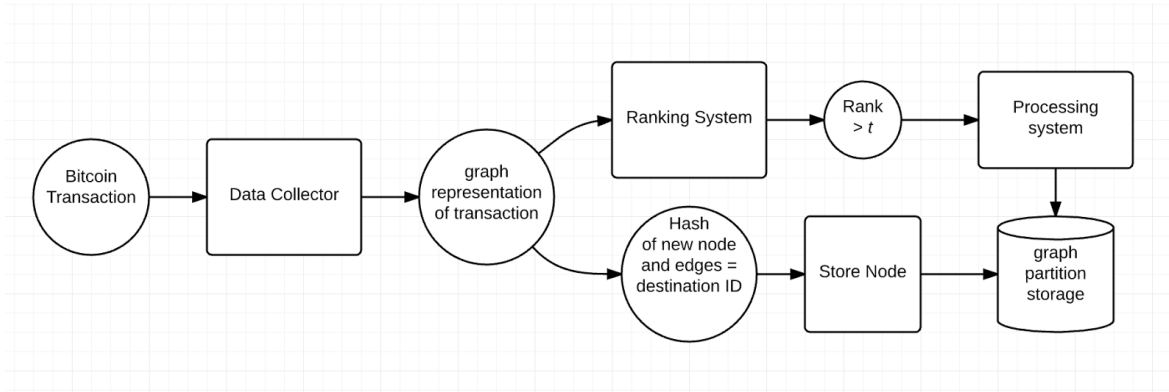 Bitcoin
Transaction
Data Collector
graph
representation
of transaction
Ranking System
Rank
> t
Processing
system
Hash
of new node
and edges =
destination ID
Store Node
graph
partition
storage